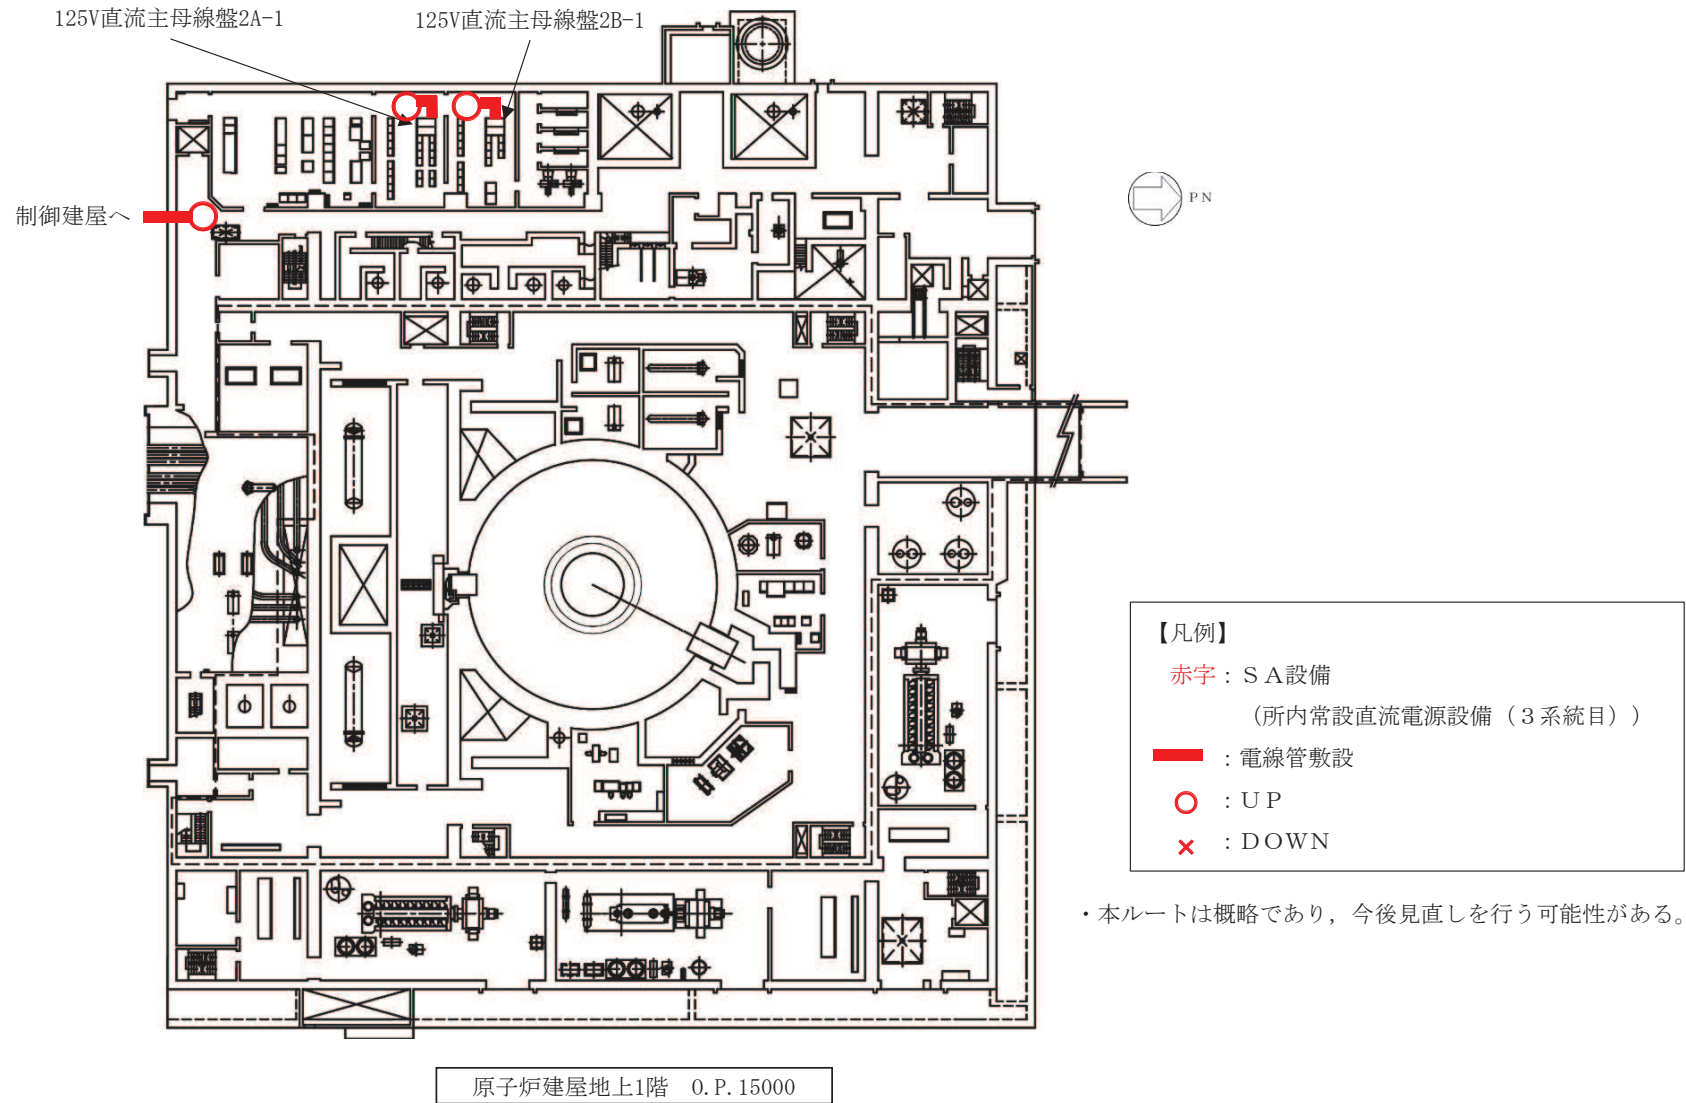 125V直流主母線盤2A-1
125V直流主母線盤2B-1
制御建屋へ
PN
【凡例】
赤字：ＳＡ設備
（所内常設直流電源設備（３系統目））
：電線管敷設
：ＵＰ
：ＤＯＷＮ
・本ルートは概略であり，今後見直しを行う可能性がある。
原子炉建屋地上1階　O.P.15000